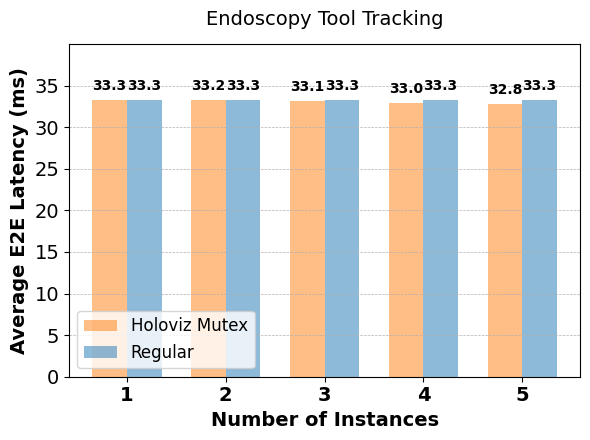 Endoscopy Tool Tracking
Average E2E Latency (ms)
35
30
25
20
15
10
5
0
33.3 33.3 33.2 33.3 33.1 33.3 33.0 33.3 32.8 33.3
Holoviz Mutex
Regular
1 2 3 4 5
Number of Instances